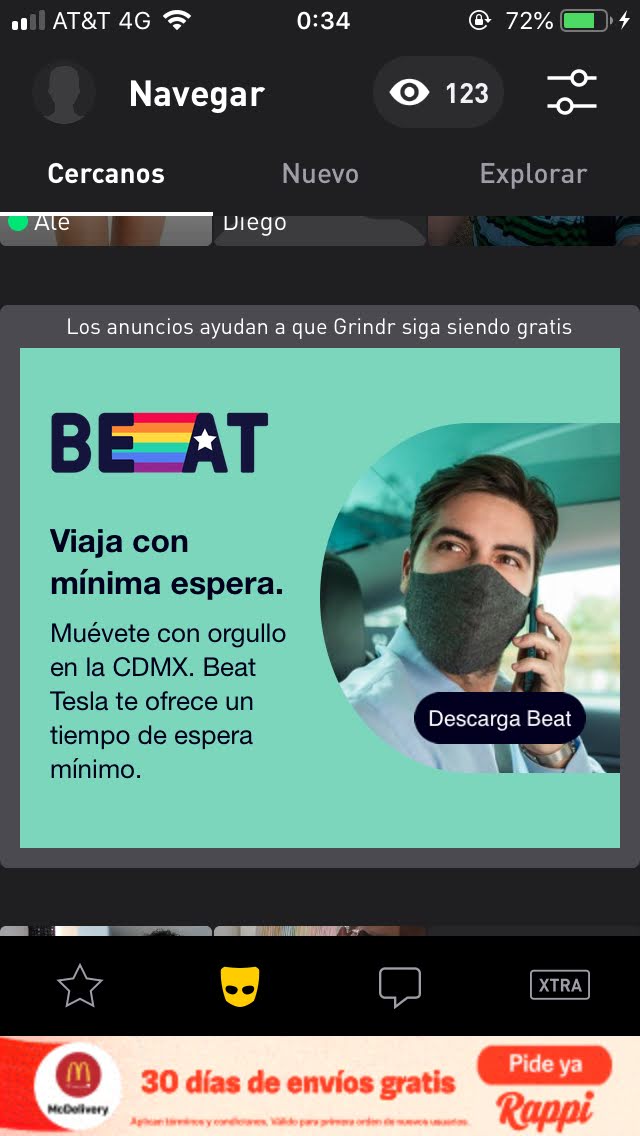 AT&T 4G 0:34 72%
Navegar 123
Cercanos Nuevo Explorar
Ale Diego
Los anuncios ayudan a que Grindr siga siendo gratis
BEAT
Viaja con
mínima espera.
Muévete con orgullo
en la CDMX. Beat
Tesla te ofrece un
tiempo de espera
mínimo.
Descarga Beat
XTRA
McDelivery
30 días de envíos gratis
Aplican términos y condiciones. Válido para primera orden de nuevos usuarios.
Pide ya
Rappi